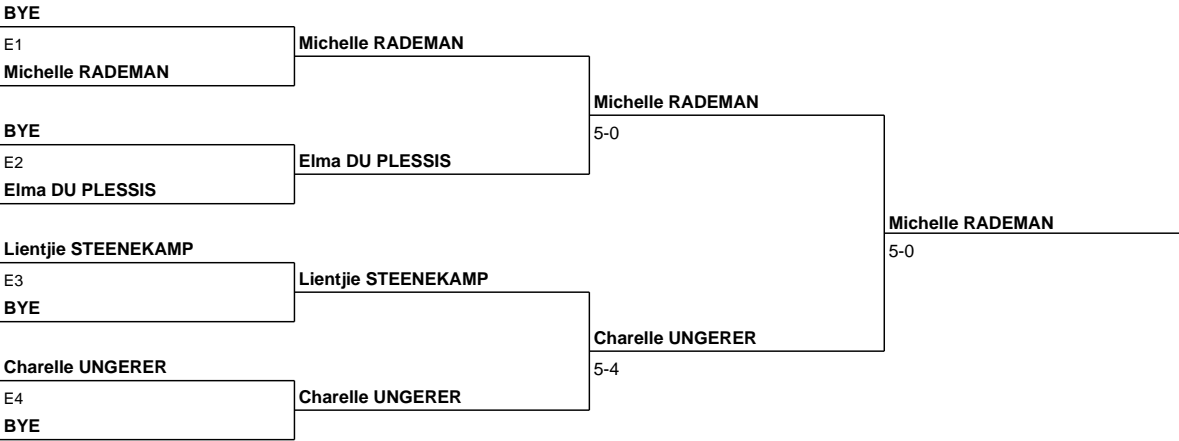 BYE
E1
Michelle RADEMAN
Michelle RADEMAN
BYE
E2
Elma DU PLESSIS
Elma DU PLESSIS
Michelle RADEMAN
5-0
Lientjie STEENEKAMP
E3
BYE
Lientjie STEENEKAMP
Charelle UNGERER
E4
BYE
Charelle UNGERER
Charelle UNGERER
5-4
Michelle RADEMAN
5-0